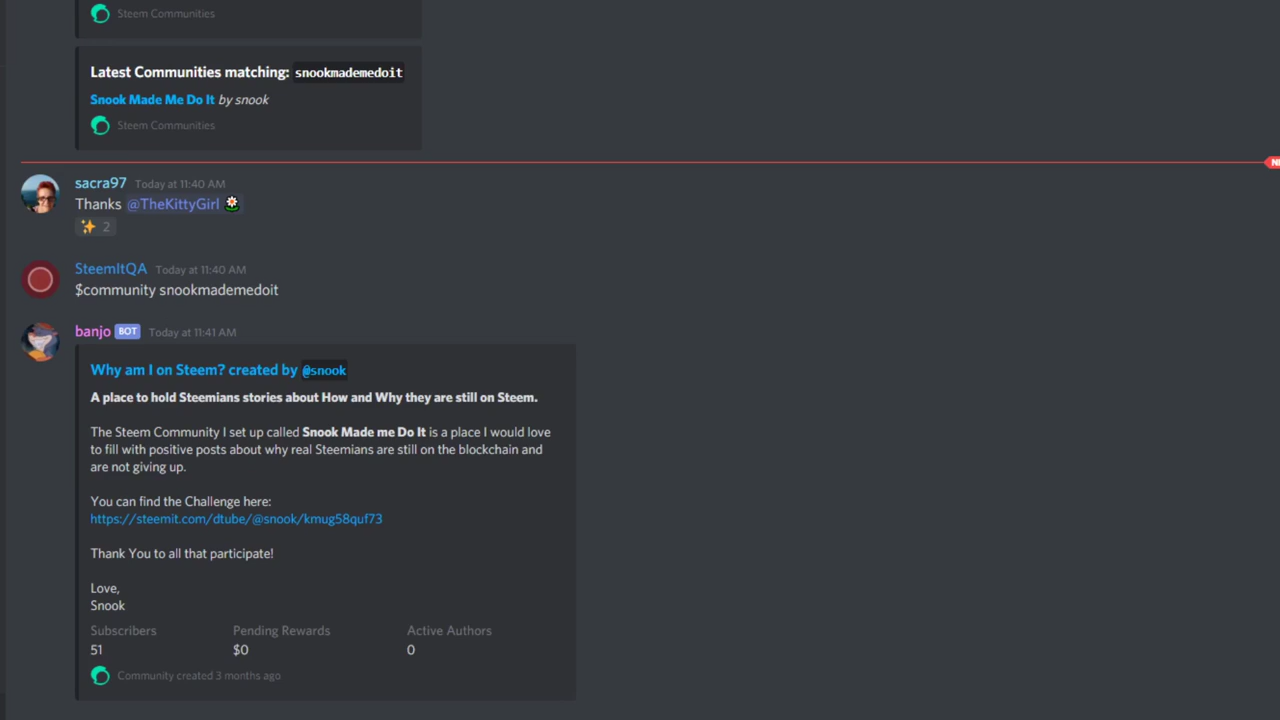 Steem Communities
Latest Communities matching: snookmademedoit
Snook Made Me Do It by snook
Steem Communities
sacra97 Today at 11:40 AM
Thanks @TheKittyGirl
2
SteemItQA Today at 11:40 AM
$community snookmademedoit
banjo BOT Today at 11:41 AM
Why am I on Steem? created by @snook
A place to hold Steemians stories about How and Why they are still on Steem.
The Steem Community I set up called Snook Made me Do It is a place I would love
to fill with positive posts about why real Steemians are still on the blockchain and
are not giving up.
You can find the Challenge here:
https://steemit.com/dtube/@snook/kmug58quf73
Thank You to all that participate!
Love,
Snook
Subscribers Pending Rewards Active Authors
51 $0 0
Community created 3 months ago